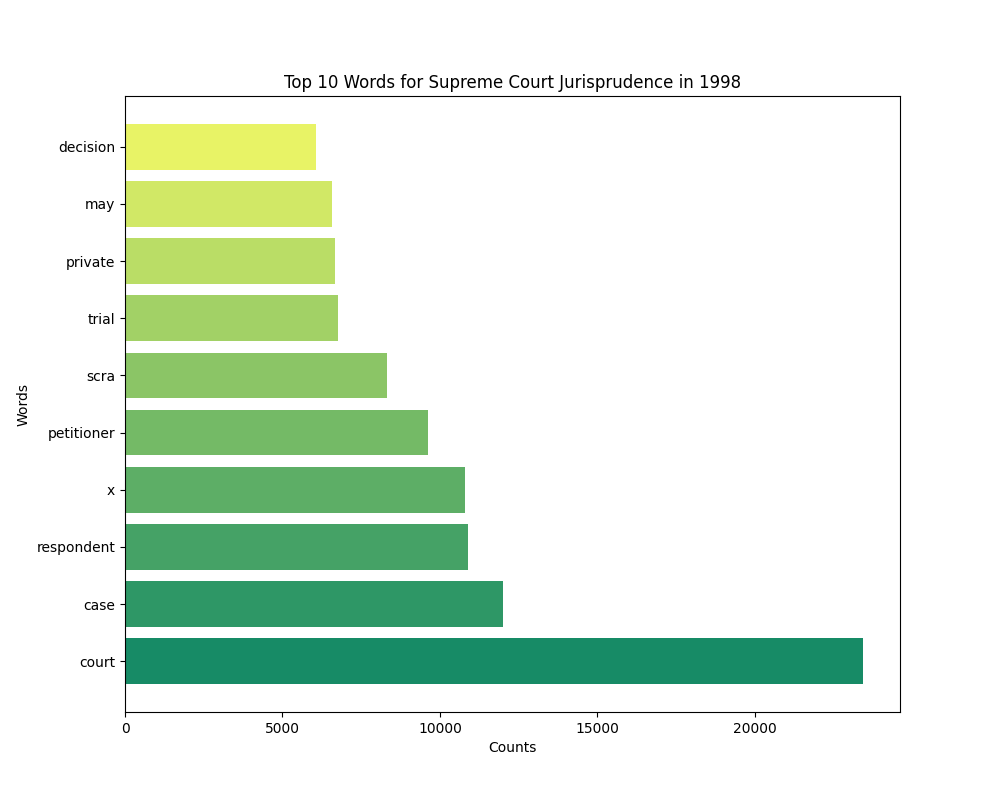 Top 10 Words for Supreme Court Jurisprudence in 1998
decision
may
private
trial
scra
petitioner
x
respondent
case
court
Words
0 5000 10000 15000 20000
Counts